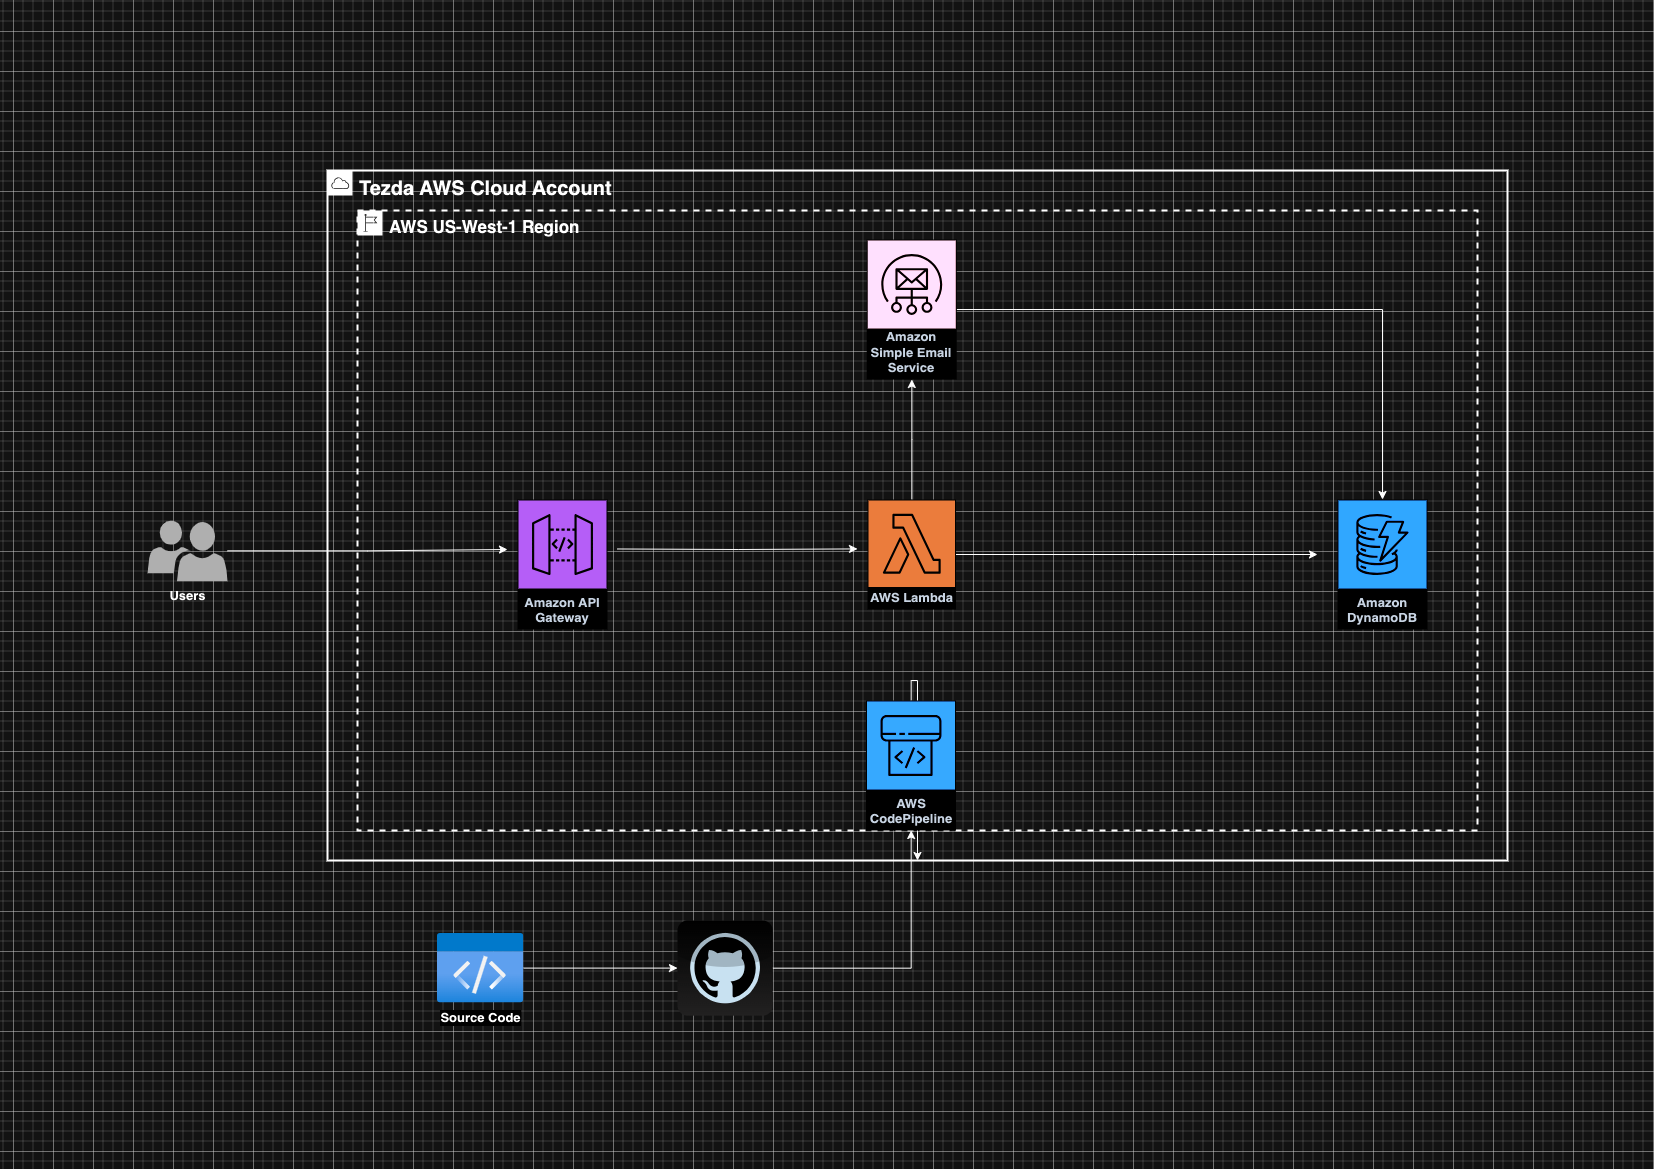 Tezda AWS Cloud Account
AWS US-West-1 Region
Amazon
Simple Email
Service
Users
</>
Amazon API
Gateway
AWS Lambda
Amazon
DynamoDB
</>
AWS
CodePipeline
</>
Source Code